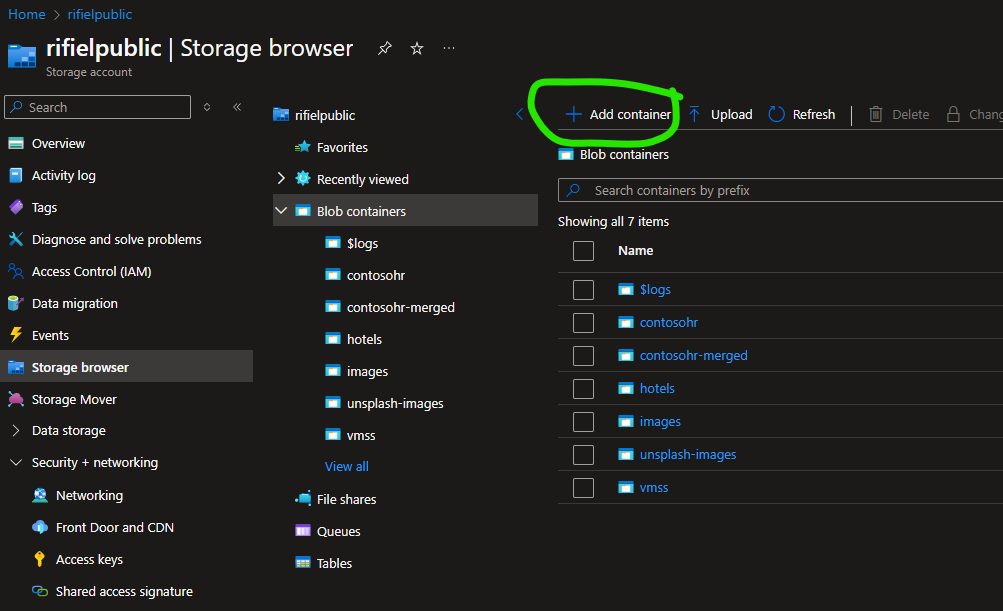 Home > rifielpublic
rifielpublic | Storage browser
Storage account
Search
Overview
Activity log
Tags
Diagnose and solve problems
Access Control (IAM)
Data migration
Events
Storage browser
Storage Mover
Data storage
Security + networking
Networking
Front Door and CDN
Access keys
Shared access signature
rifielpublic
Favorites
Recently viewed
Blob containers
$logs
contosohr
contosohr-merged
hotels
images
unsplash-images
vmss
View all
File shares
Queues
Tables
Add container Upload Refresh Delete
Blob containers
Search containers by prefix
Showing all 7 items
Name
$logs
contosohr
contosohr-merged
hotels
images
unsplash-images
vmss